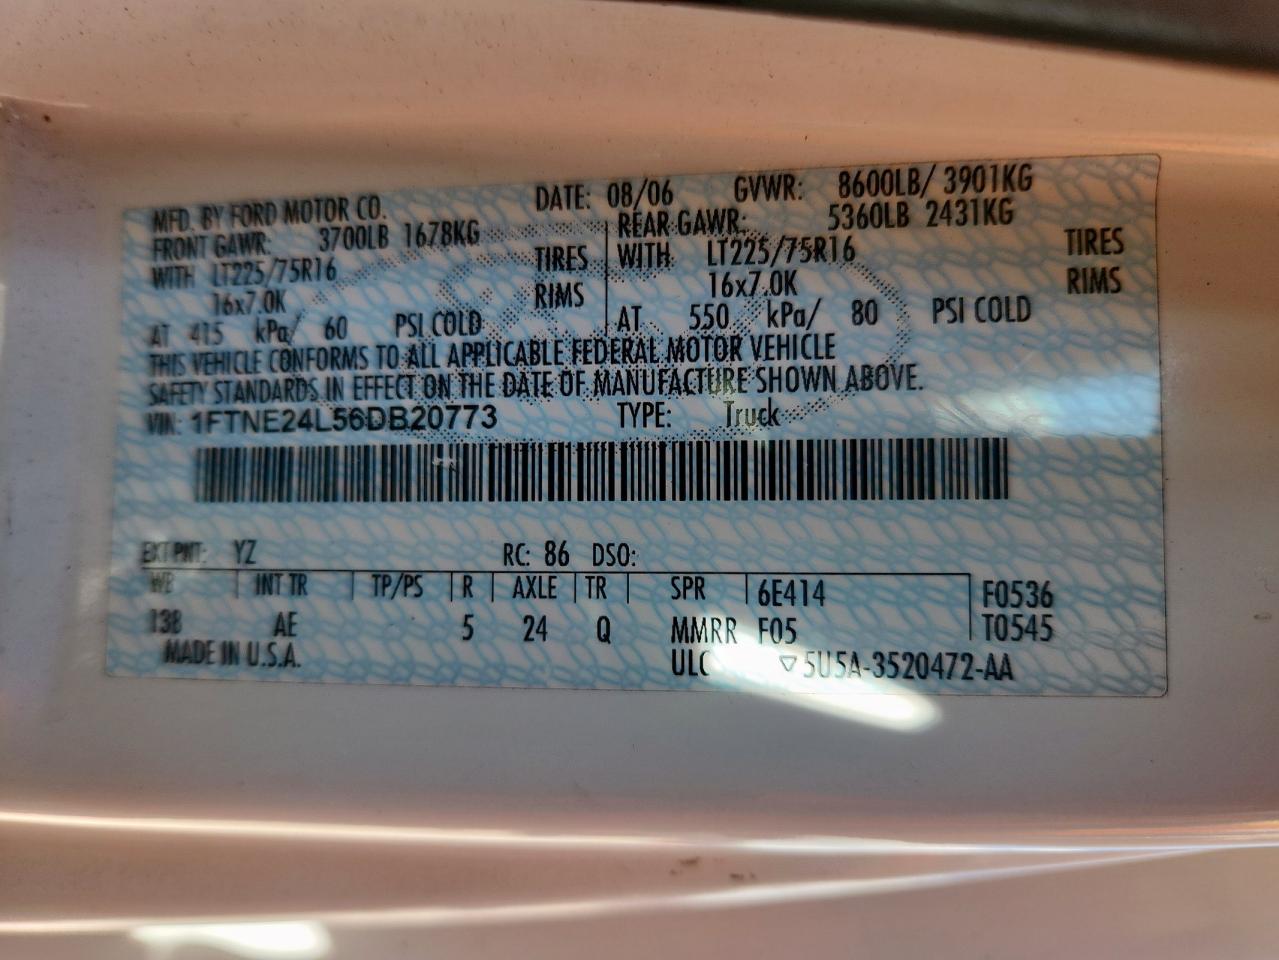 MFD. BY FORD MOTOR CO. DATE: 08/06 GVWR: 8600LB/ 3901KG
FRONT GAWR: 3700LB 1678KG REAR GAWR: 5360LB 2431KG
WITH LT225/75R16 TIRES WITH LT225/75R16 TIRES
16x7.0K RIMS 16x7.0K RIMS
AT 415 kPa/ 60 PSI COLD AT 550 kPa/ 80 PSI COLD
THIS VEHICLE CONFORMS TO ALL APPLICABLE FEDERAL MOTOR VEHICLE
SAFETY STANDARDS IN EFFECT ON THE DATE OF MANUFACTURE SHOWN ABOVE.
VIN: 1FTNE24L56DB20773 TYPE: Truck
EXT PNT: YZ RC: 86 DSO:
WB INT TR TP/PS R AXLE TR SPR 6E414 F0536
138 AE 5 24 Q MMRR F05 T0545
MADE IN U.S.A. ULC ▽5U5A-3520472-AA